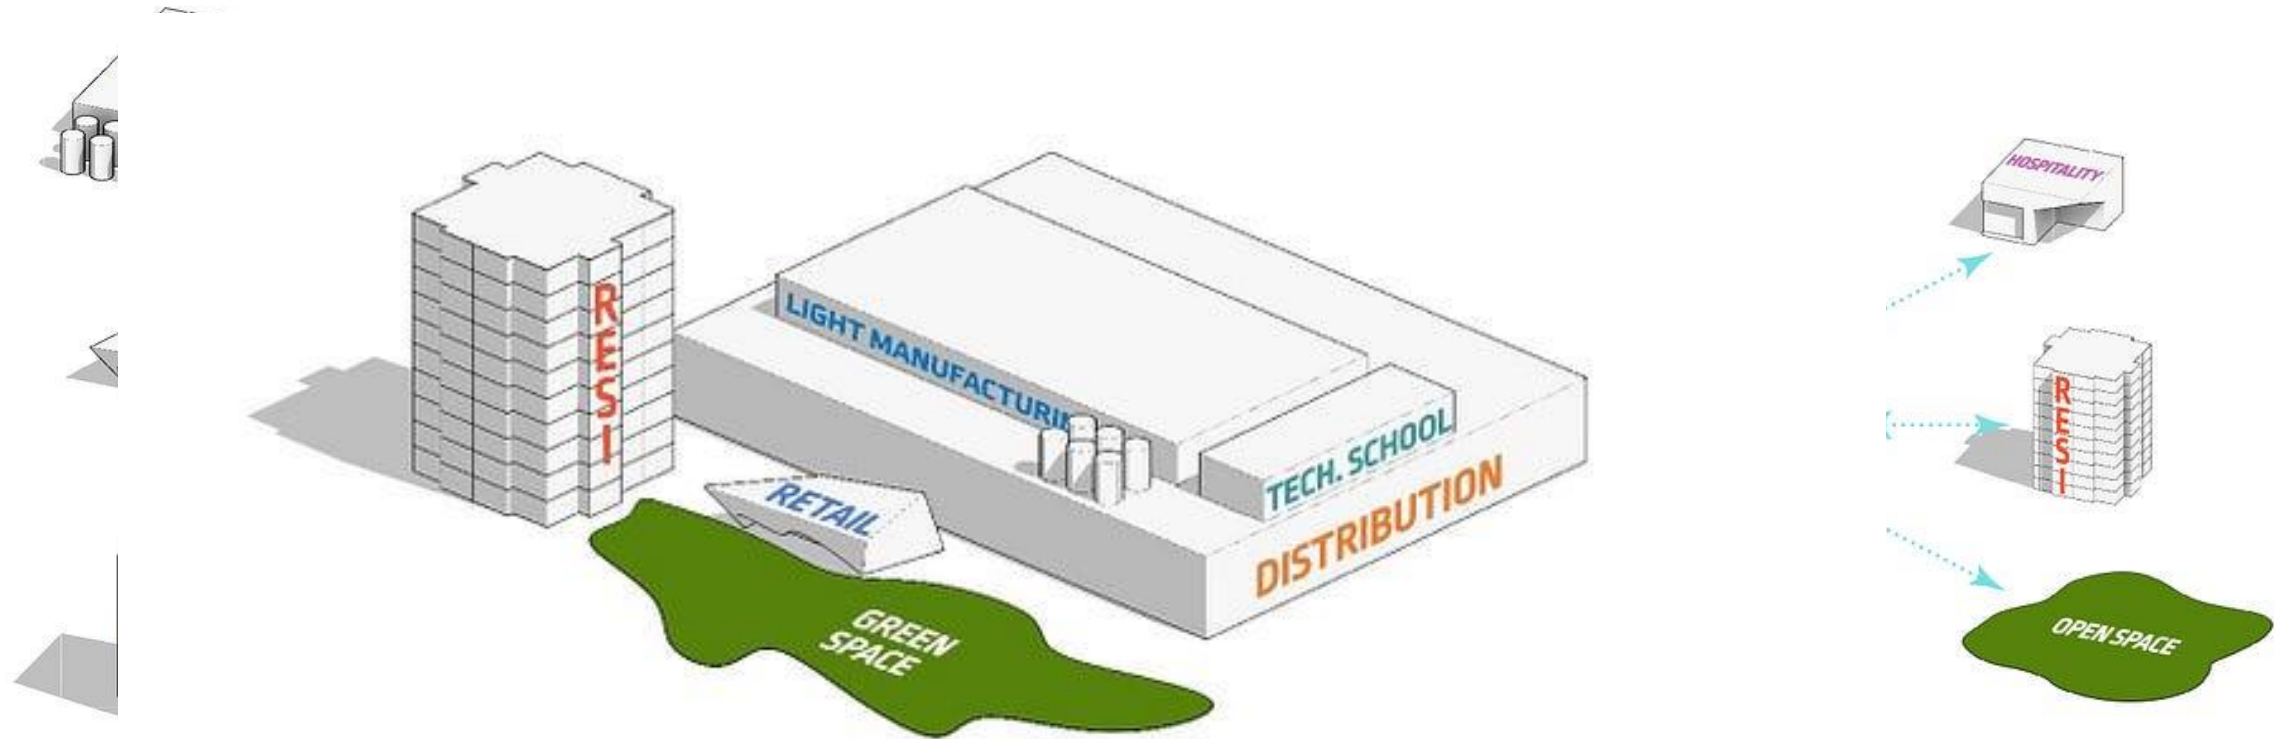 HOSPITALITY
RESI
LIGHT MANUFACTURI
TECH. SCHOOL
DISTRIBUTION
RETAIL
GREEN
SPACE
RESI
OPEN SPACE